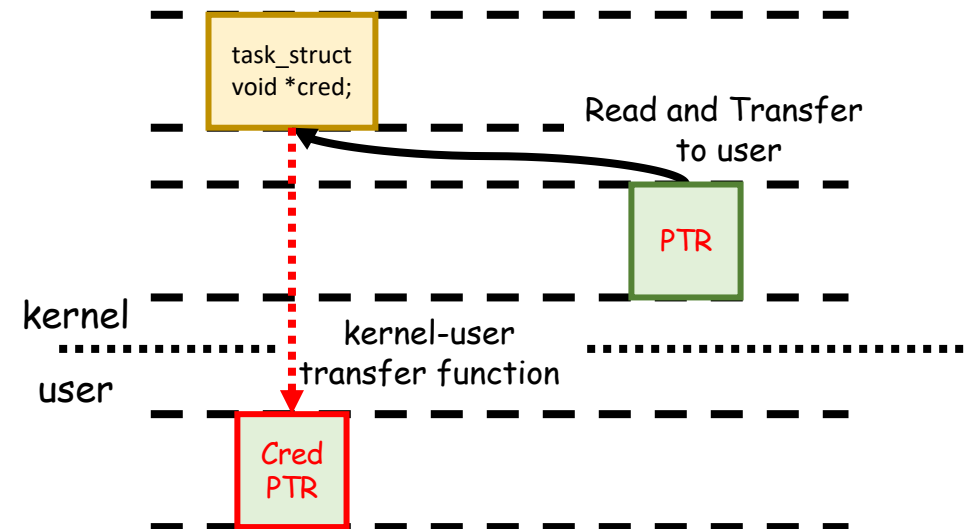 task_struct
void *cred;
Read and Transfer
to user
PTR
kernel
kernel-user
transfer function
user
Cred
PTR